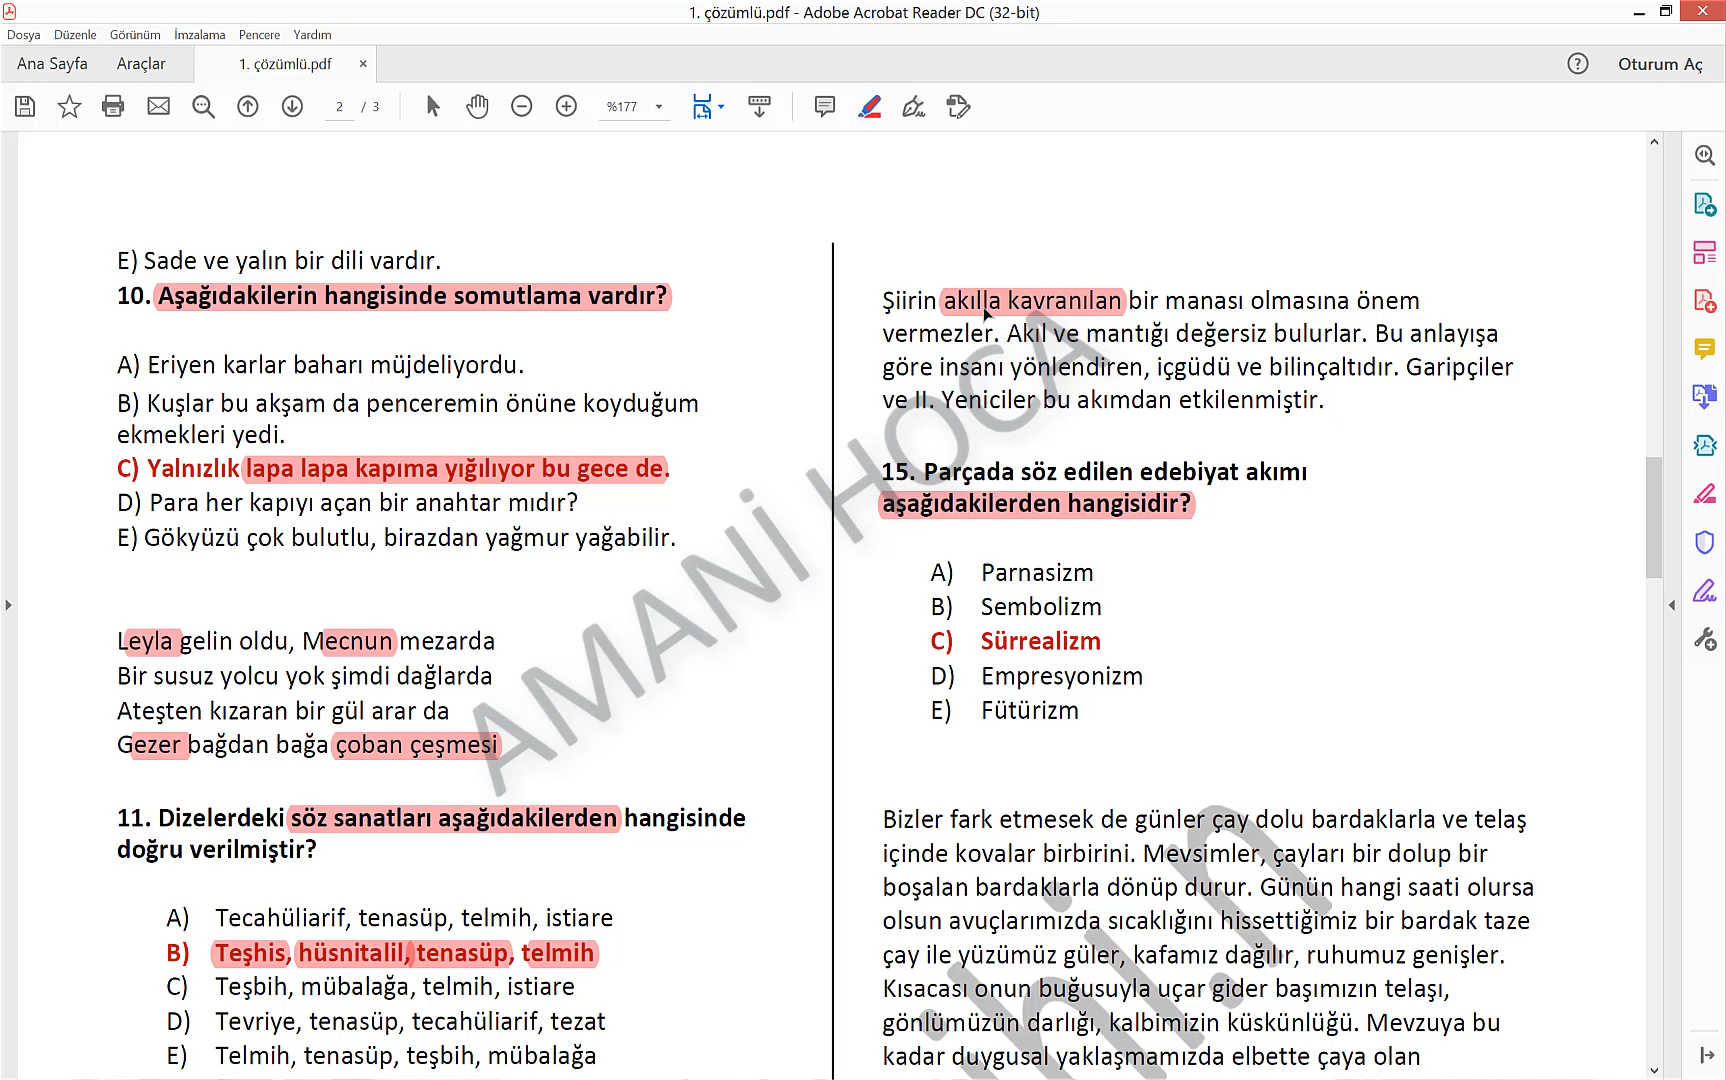 1. çözümlü.pdf - Adobe Acrobat Reader DC (32-bit)
Dosya Düzenle Görünüm İmzalama Pencere Yardım
Ana Sayfa Araçlar 1. çözümlü.pdf × Oturum Aç
2 / 3 %177
E) Sade ve yalın bir dili vardır.
10. Aşağıdakilerin hangisinde somutlama vardır?
A) Eriyen karlar baharı müjdeliyordu.
B) Kuşlar bu akşam da penceremin önüne koyduğum
ekmekleri yedi.
C) Yalnızlık lapa lapa kapıma yığılıyor bu gece de.
D) Para her kapıyı açan bir anahtar mıdır?
E) Gökyüzü çok bulutlu, birazdan yağmur yağabilir.
Leyla gelin oldu, Mecnun mezarda
Bir susuz yolcu yok şimdi dağlarda
Ateşten kızaran bir gül arar da
Gezer bağdan bağa çoban çeşmesi
11. Dizelerdeki söz sanatları aşağıdakilerden hangisinde
doğru verilmiştir?
A) Tecahüliarif, tenasüp, telmih, istiare
B) Teşhis, hüsnitalil, tenasüp, telmih
C) Teşbih, mübalağa, telmih, istiare
D) Tevriye, tenasüp, tecahüliarif, tezat
E) Telmih, tenasüp, teşbih, mübalağa
Şiirin akılla kavranılan bir manası olmasına önem
vermezler. Akıl ve mantığı değersiz bulurlar. Bu anlayışa
göre insanı yönlendiren, içgüdü ve bilinçaltıdır. Garipçiler
ve II. Yeniciler bu akımdan etkilenmiştir.
15. Parçada söz edilen edebiyat akımı
aşağıdakilerden hangisidir?
A) Parnasizm
B) Sembolizm
C) Sürrealizm
D) Empresyonizm
E) Fütürizm
Bizler fark etmesek de günler çay dolu bardaklarla ve telaş
içinde kovalar birbirini. Mevsimler, çayları bir dolup bir
boşalan bardaklarla dönüp durur. Günün hangi saati olursa
olsun avuçlarımızda sıcaklığını hissettiğimiz bir bardak taze
çay ile yüzümüz güler, kafamız dağılır, ruhumuz genişler.
Kısacası onun buğusuyla uçar gider başımızın telaşı,
gönlümüzün darlığı, kalbimizin küskünlüğü. Mevzuya bu
kadar duygusal yaklaşmamızda elbette çaya olan
AMANİ HOCA